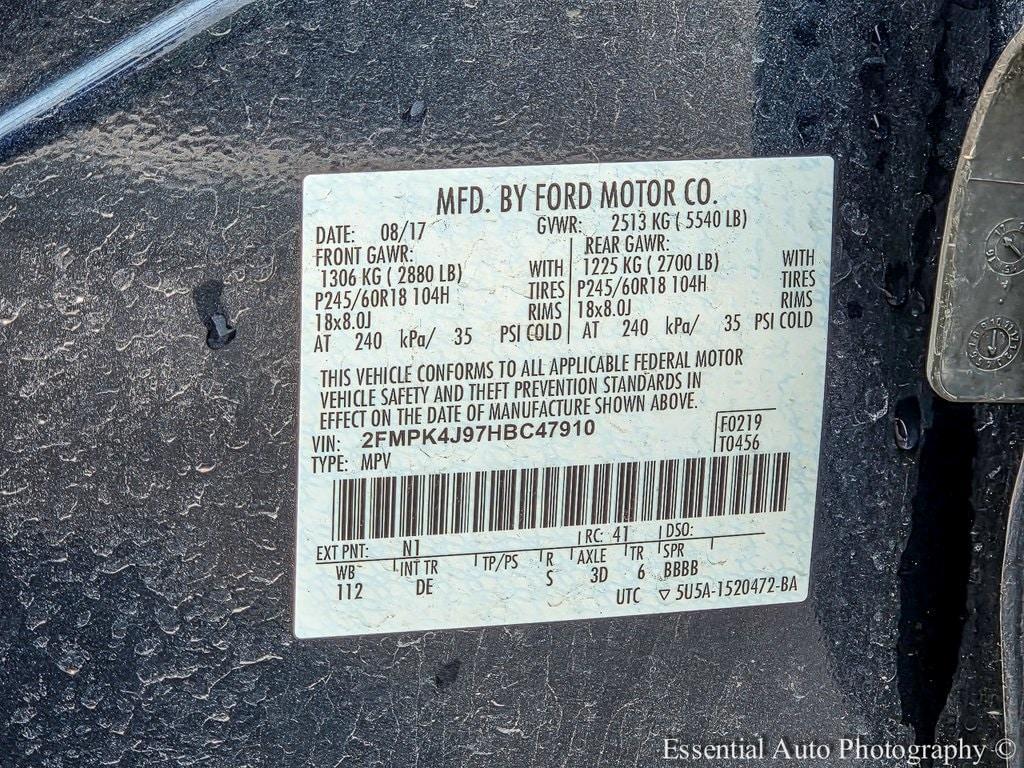 MFD. BY FORD MOTOR CO.
DATE: 08/17 GVWR: 2513 KG ( 5540 LB)
FRONT GAWR: REAR GAWR:
1306 KG ( 2880 LB) WITH 1225 KG ( 2700 LB) WITH
P245/60R18 104H TIRES P245/60R18 104H TIRES
18x8.0J RIMS 18x8.0J RIMS
AT 240 kPa/ 35 PSI COLD AT 240 kPa/ 35 PSI COLD
THIS VEHICLE CONFORMS TO ALL APPLICABLE FEDERAL MOTOR
VEHICLE SAFETY AND THEFT PREVENTION STANDARDS IN
EFFECT ON THE DATE OF MANUFACTURE SHOWN ABOVE.
VIN: 2FMPK4J97HBC47910 F0219
TYPE: MPV T0456
EXT PNT: N1 RC: 41 DSO:
WB INT TR TP/PS R AXLE TR SPR
112 DE S 3D 6 BBBB
UTC ▽ 5U5A-1520472-BA
Essential Auto Photography ©